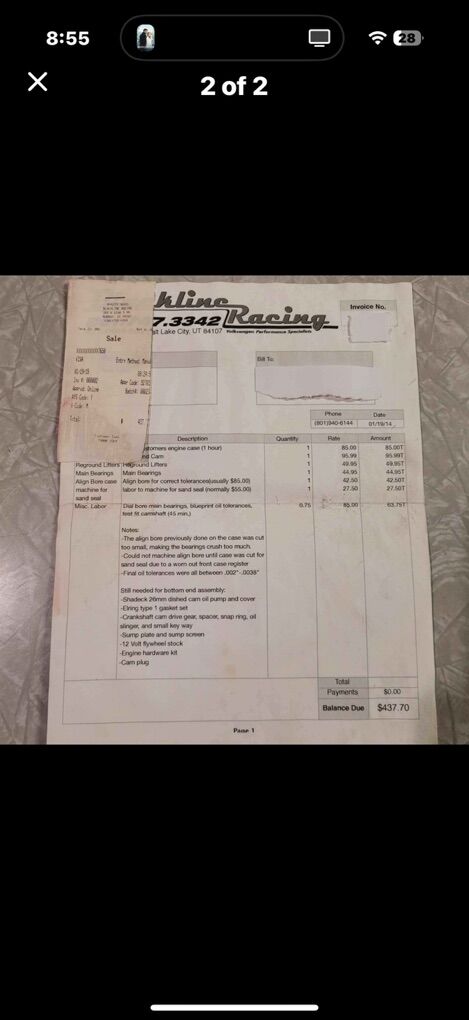 8:55
28
2 of 2
kline
7.3342 Racing
Lake City, UT 84107 Volkswagen Performance Specialists
Invoice No.
Sale
VISA
Total:
Bill To:
Phone Date
(801)940-6144 01/19/14
Description Quantity Rate Amount
engine case (1 hour) 1 85.00 85.00T
Cam 1 95.99 95.99T
Reground Lifters Reground Lifters 1 49.95 49.95T
Main Bearings Main Bearings 1 44.95 44.95T
Align Bore case Align bore for correct tolerances(usually $85.00) 1 42.50 42.50T
machine for labor to machine for sand seal (normally $55.00) 1 27.50 27.50T
sand seal
Misc. Labor Dial bore main bearings, blueprint oil tolerances, 0.75 85.00 63.75T
test fit camshaft (45 min.)
Notes:
-The align bore previously done on the case was cut
too small, making the bearings crush too much.
-Could not machine align bore until case was cut for
sand seal due to a worn out front case register
-Final oil tolerances were all between .002"-.0038"
Still needed for bottom end assembly:
-Shadeck 26mm dished cam oil pump and cover
-Elring type 1 gasket set
-Crankshaft cam drive gear, spacer, snap ring, oil
slinger, and small key way
-Sump plate and sump screen
-12 Volt flywheel stock
-Engine hardware kit
-Cam plug
Total
Payments $0.00
Balance Due $437.70
Page 1